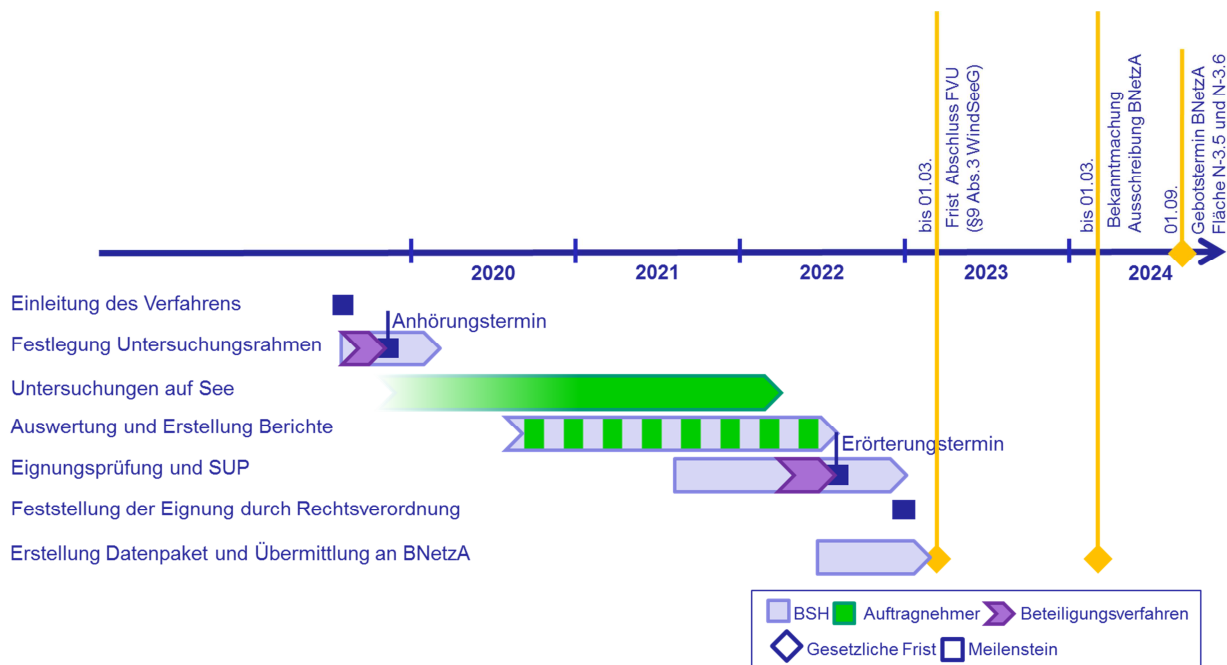 bis 01.03.
Frist Abschluss FVU
(§9 Abs.3 WindSeeG)
bis 01.03.
Bekanntmachung
Ausschreibung BNetzA
01.09.
Gebotstermin BNetzA
Fläche N-3.5 und N-3.6
2020
2021
2022
2023
2024
Einleitung des Verfahrens
Anhörungstermin
Festlegung Untersuchungsrahmen
Untersuchungen auf See
Auswertung und Erstellung Berichte
Erörterungstermin
Eignungsprüfung und SUP
Feststellung der Eignung durch Rechtsverordnung
Erstellung Datenpaket und Übermittlung an BNetzA
BSH
Auftragnehmer
Beteiligungsverfahren
Gesetzliche Frist
Meilenstein